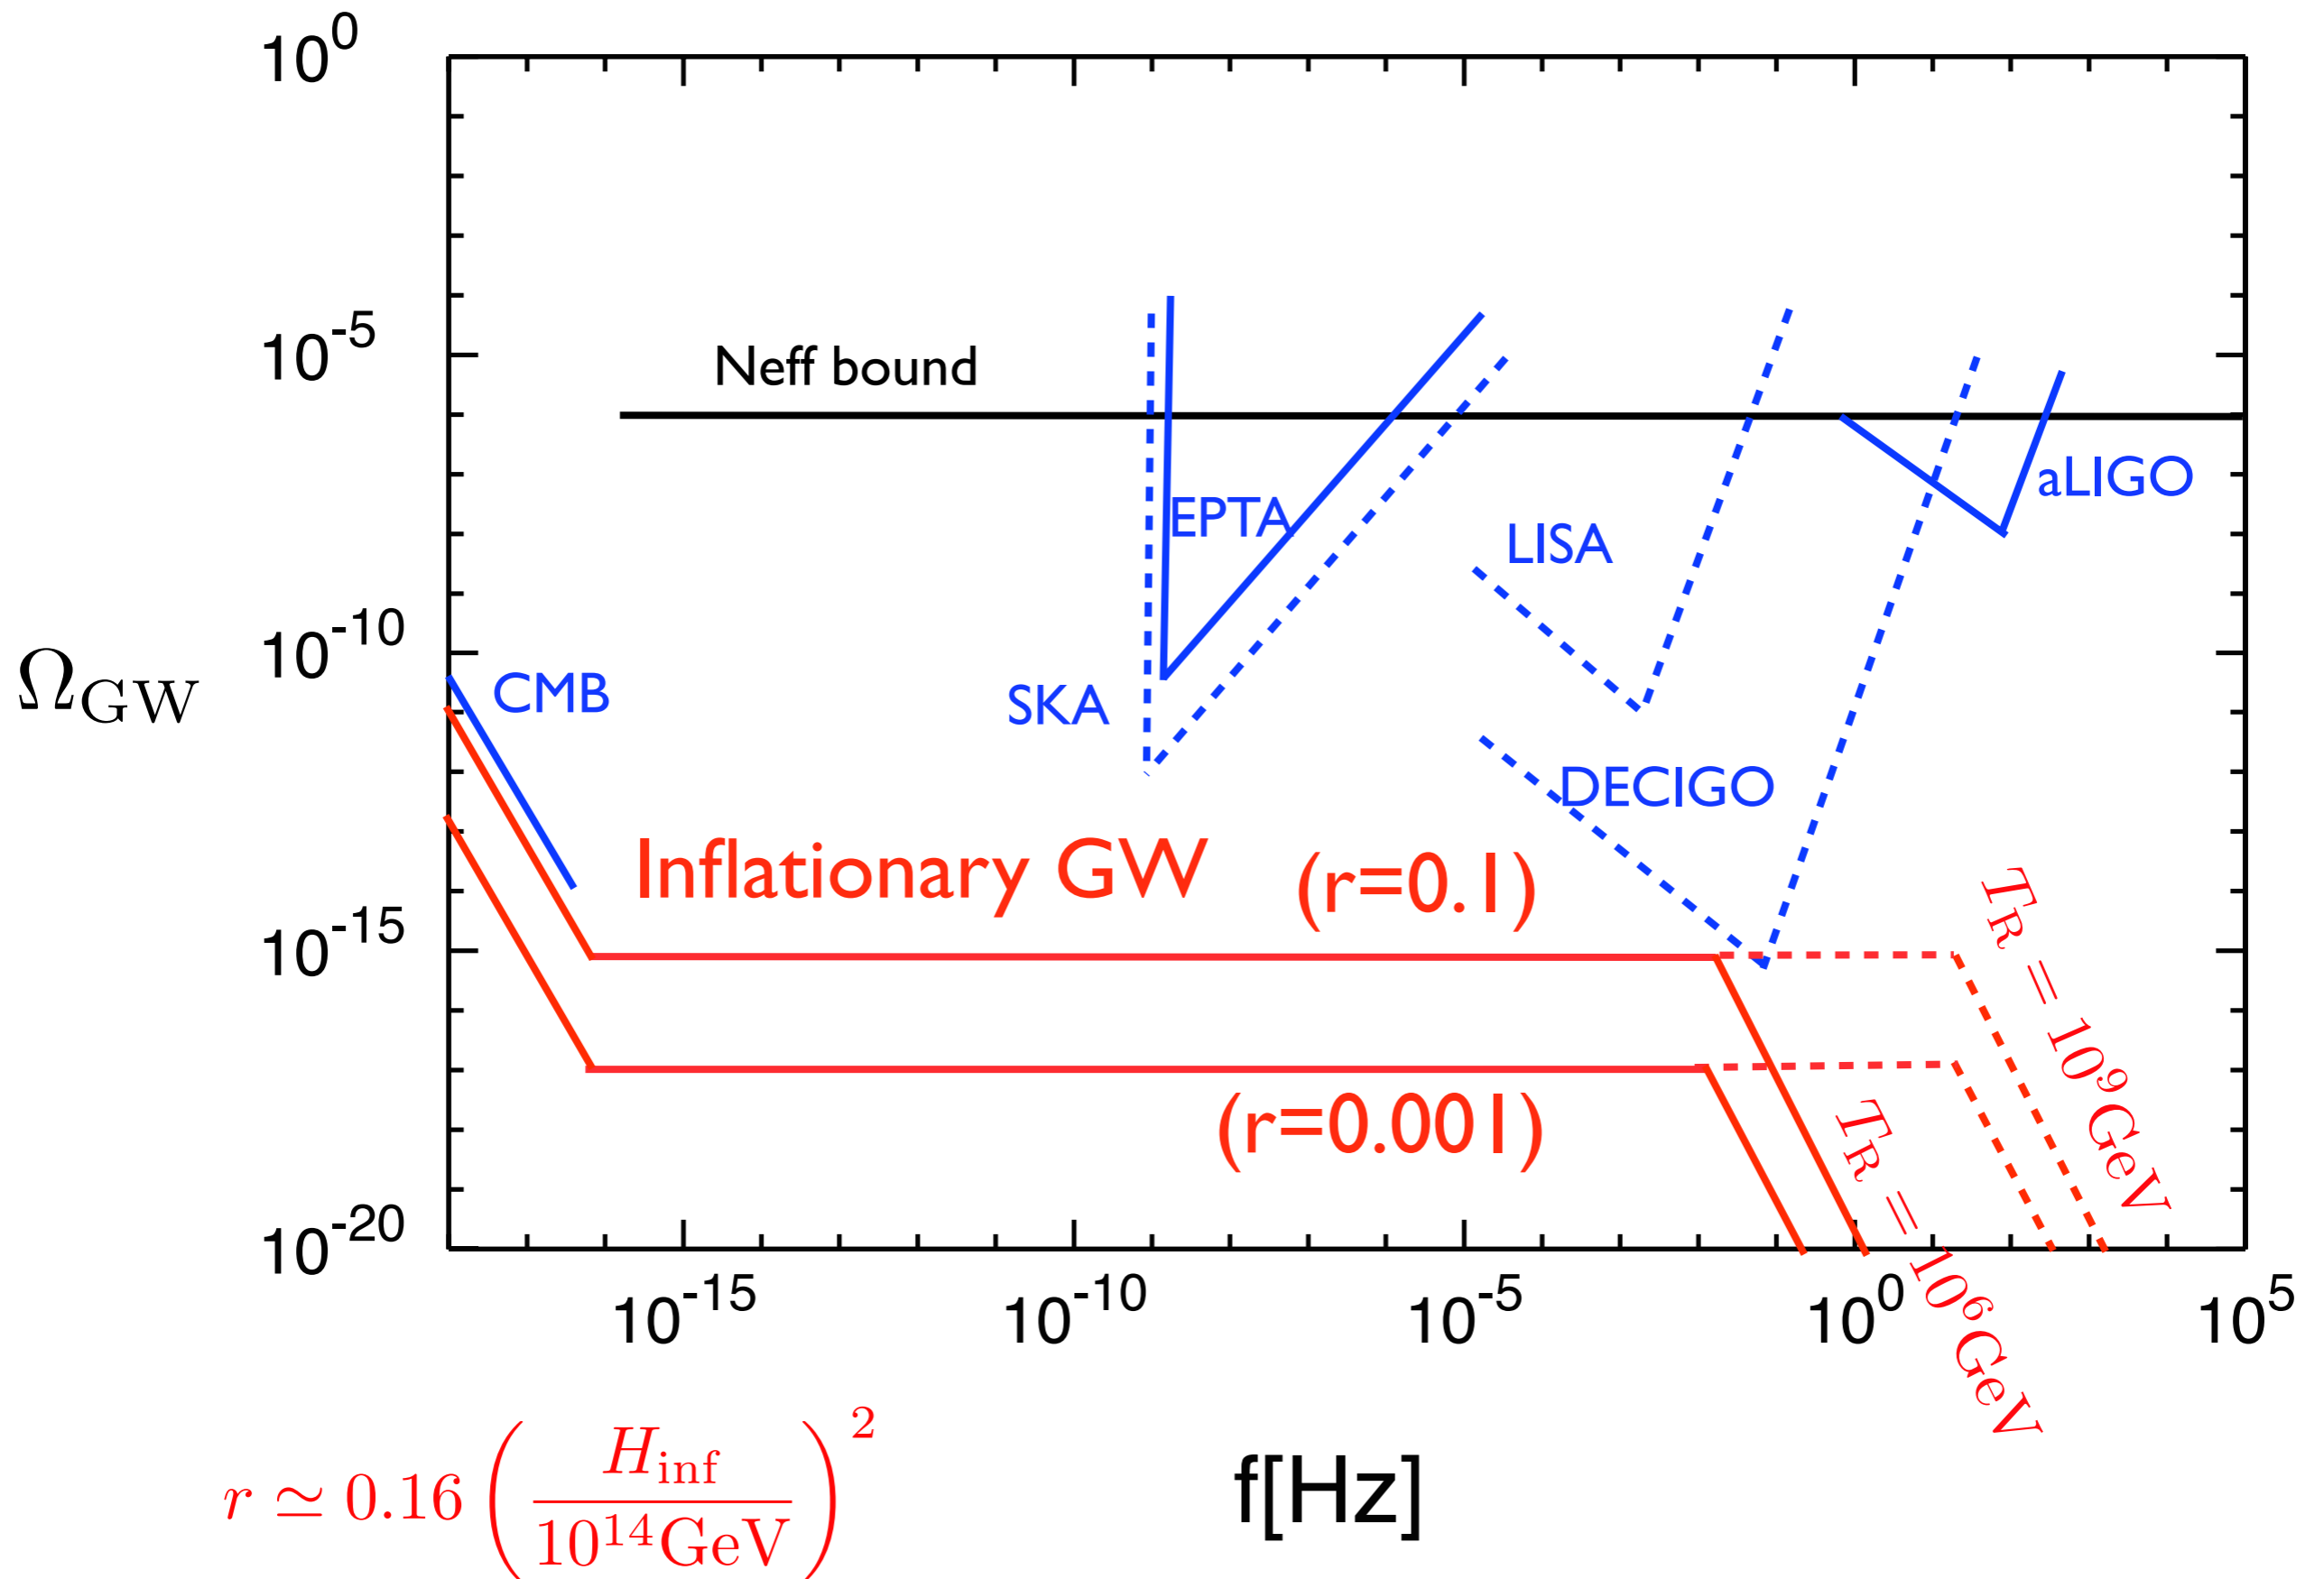 10^0
10^-5
10^-10
10^-15
10^-20
Ω_GW
Neff bound
EPTA
LISA
aLIGO
CMB
SKA
DECIGO
Inflationary GW (r=0.1)
(r=0.001)
T_R = 10^9 GeV
T_R = 10^6 GeV
10^-15 10^-10 10^-5 10^0 10^5
f[Hz]
r ≃ 0.16 (H_inf / 10^14 GeV)^2